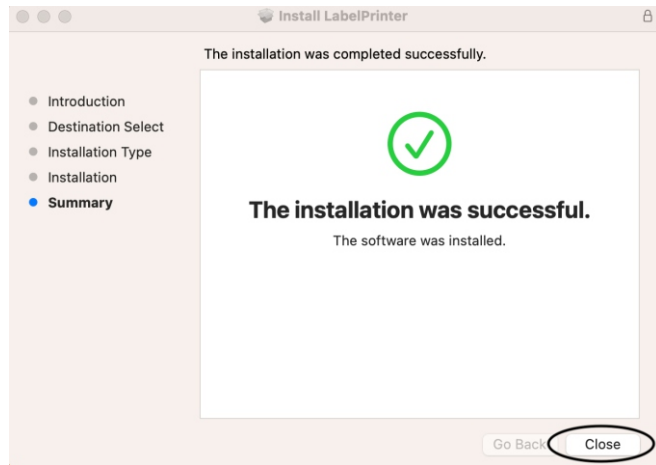 Install LabelPrinter
The installation was completed successfully.
Introduction
Destination Select
Installation Type
Installation
Summary
The installation was successful.
The software was installed.
Go Back
Close